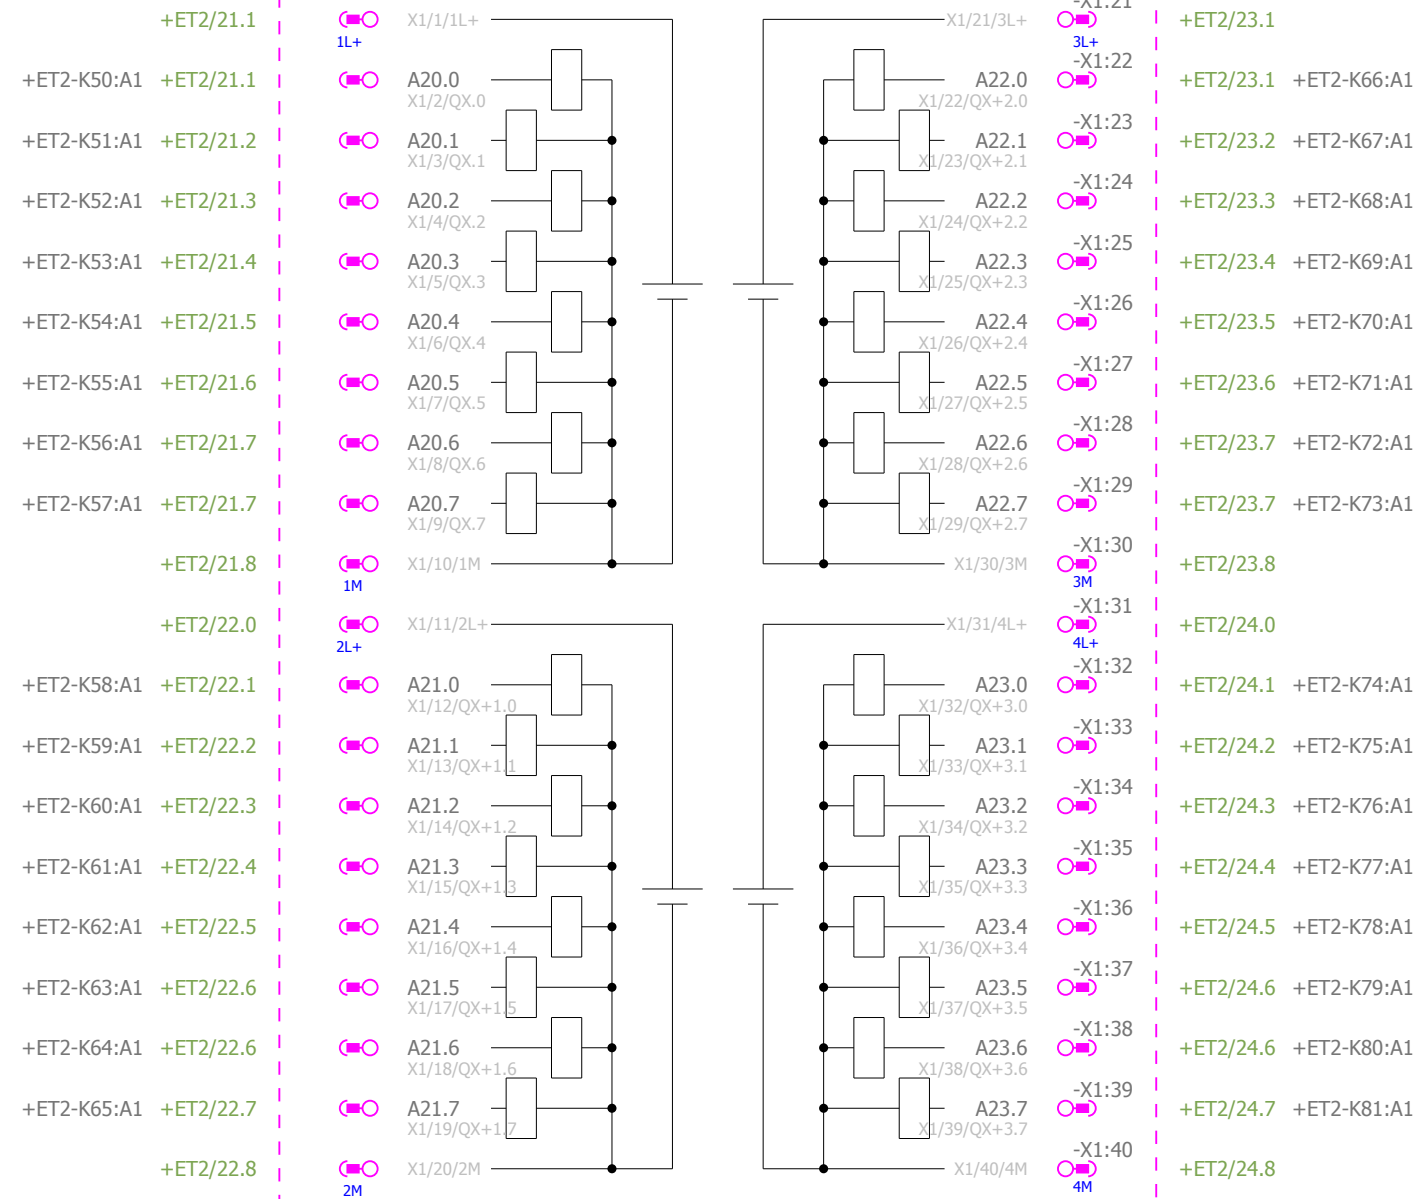 +ET2/21.1 X1/1/1L+ X1/21/3L+ -X1:21 +ET2/23.1
1L+ 3L+
+ET2-K50:A1 +ET2/21.1 A20.0 A22.0 -X1:22 +ET2/23.1 +ET2-K66:A1
X1/2/QX.0 X1/22/QX+2.0
+ET2-K51:A1 +ET2/21.2 A20.1 A22.1 -X1:23 +ET2/23.2 +ET2-K67:A1
X1/3/QX.1 X1/23/QX+2.1
+ET2-K52:A1 +ET2/21.3 A20.2 A22.2 -X1:24 +ET2/23.3 +ET2-K68:A1
X1/4/QX.2 X1/24/QX+2.2
+ET2-K53:A1 +ET2/21.4 A20.3 A22.3 -X1:25 +ET2/23.4 +ET2-K69:A1
X1/5/QX.3 X1/25/QX+2.3
+ET2-K54:A1 +ET2/21.5 A20.4 A22.4 -X1:26 +ET2/23.5 +ET2-K70:A1
X1/6/QX.4 X1/26/QX+2.4
+ET2-K55:A1 +ET2/21.6 A20.5 A22.5 -X1:27 +ET2/23.6 +ET2-K71:A1
X1/7/QX.5 X1/27/QX+2.5
+ET2-K56:A1 +ET2/21.7 A20.6 A22.6 -X1:28 +ET2/23.7 +ET2-K72:A1
X1/8/QX.6 X1/28/QX+2.6
+ET2-K57:A1 +ET2/21.7 A20.7 A22.7 -X1:29 +ET2/23.7 +ET2-K73:A1
X1/9/QX.7 X1/29/QX+2.7
+ET2/21.8 X1/10/1M X1/30/3M -X1:30 +ET2/23.8
1M 3M
+ET2/22.0 X1/11/2L+ X1/31/4L+ -X1:31 +ET2/24.0
2L+ 4L+
+ET2-K58:A1 +ET2/22.1 A21.0 A23.0 -X1:32 +ET2/24.1 +ET2-K74:A1
X1/12/QX+1.0 X1/32/QX+3.0
+ET2-K59:A1 +ET2/22.2 A21.1 A23.1 -X1:33 +ET2/24.2 +ET2-K75:A1
X1/13/QX+1.1 X1/33/QX+3.1
+ET2-K60:A1 +ET2/22.3 A21.2 A23.2 -X1:34 +ET2/24.3 +ET2-K76:A1
X1/14/QX+1.2 X1/34/QX+3.2
+ET2-K61:A1 +ET2/22.4 A21.3 A23.3 -X1:35 +ET2/24.4 +ET2-K77:A1
X1/15/QX+1.3 X1/35/QX+3.3
+ET2-K62:A1 +ET2/22.5 A21.4 A23.4 -X1:36 +ET2/24.5 +ET2-K78:A1
X1/16/QX+1.4 X1/36/QX+3.4
+ET2-K63:A1 +ET2/22.6 A21.5 A23.5 -X1:37 +ET2/24.6 +ET2-K79:A1
X1/17/QX+1.5 X1/37/QX+3.5
+ET2-K64:A1 +ET2/22.6 A21.6 A23.6 -X1:38 +ET2/24.6 +ET2-K80:A1
X1/18/QX+1.6 X1/38/QX+3.6
+ET2-K65:A1 +ET2/22.7 A21.7 A23.7 -X1:39 +ET2/24.7 +ET2-K81:A1
X1/19/QX+1.7 X1/39/QX+3.7
+ET2/22.8 X1/20/2M X1/40/4M -X1:40 +ET2/24.8
2M 4M